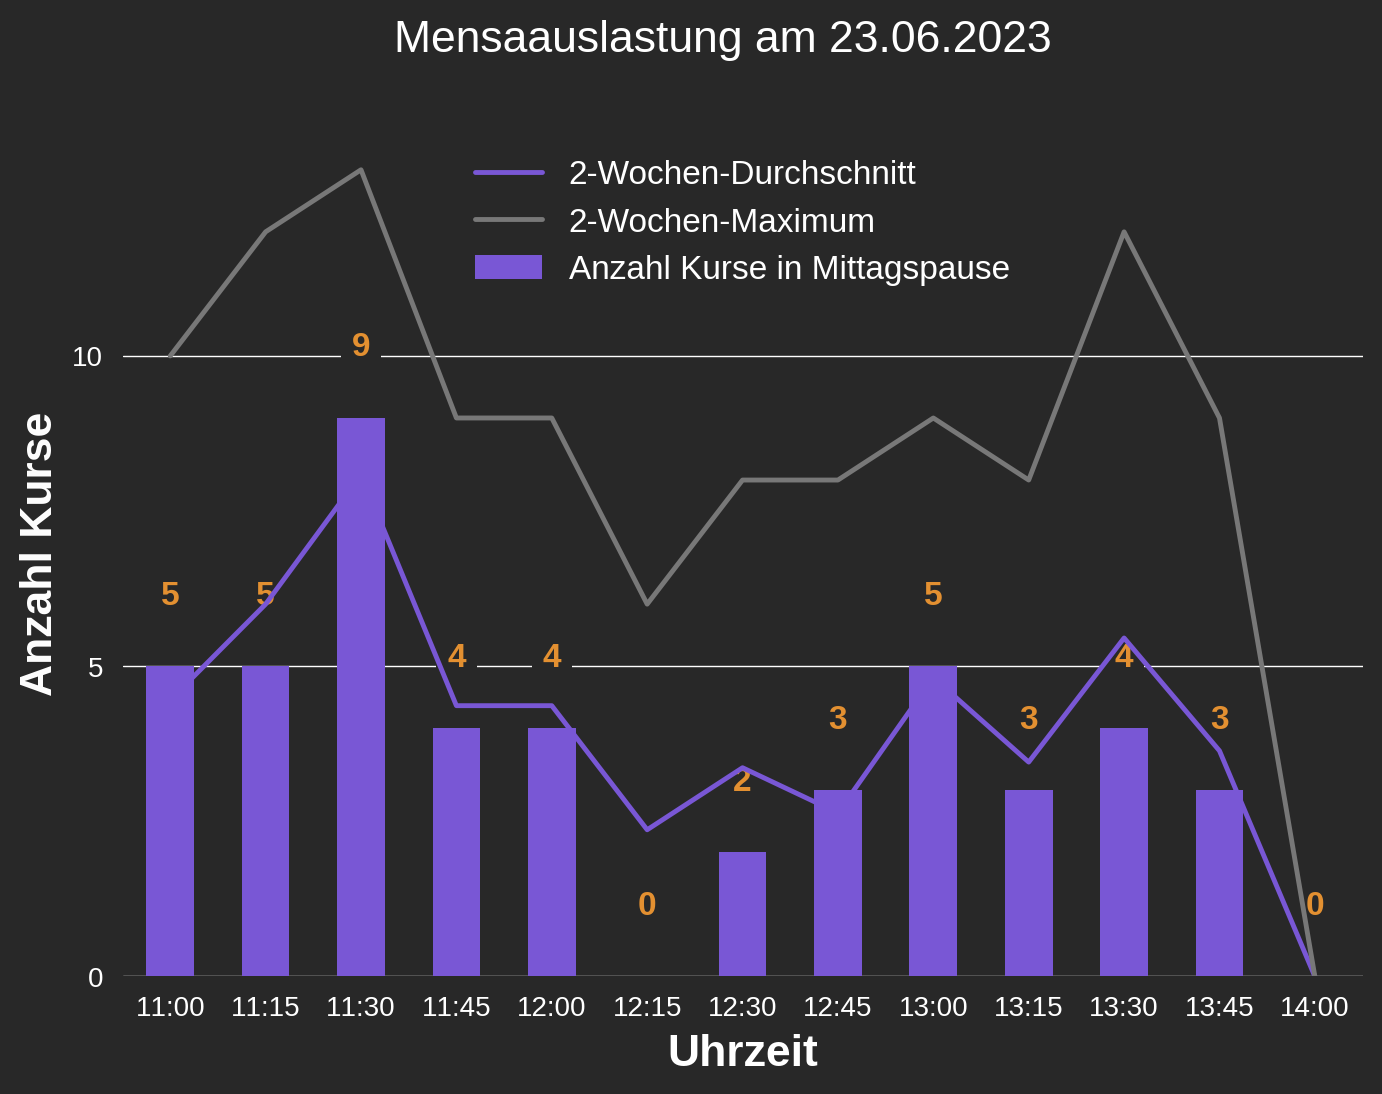 Mensaauslastung am 23.06.2023
2-Wochen-Durchschnitt
2-Wochen-Maximum
Anzahl Kurse in Mittagspause
Anzahl Kurse
10
5
0
5
5
9
4
4
0
2
3
5
3
4
3
0
11:00 11:15 11:30 11:45 12:00 12:15 12:30 12:45 13:00 13:15 13:30 13:45 14:00
Uhrzeit